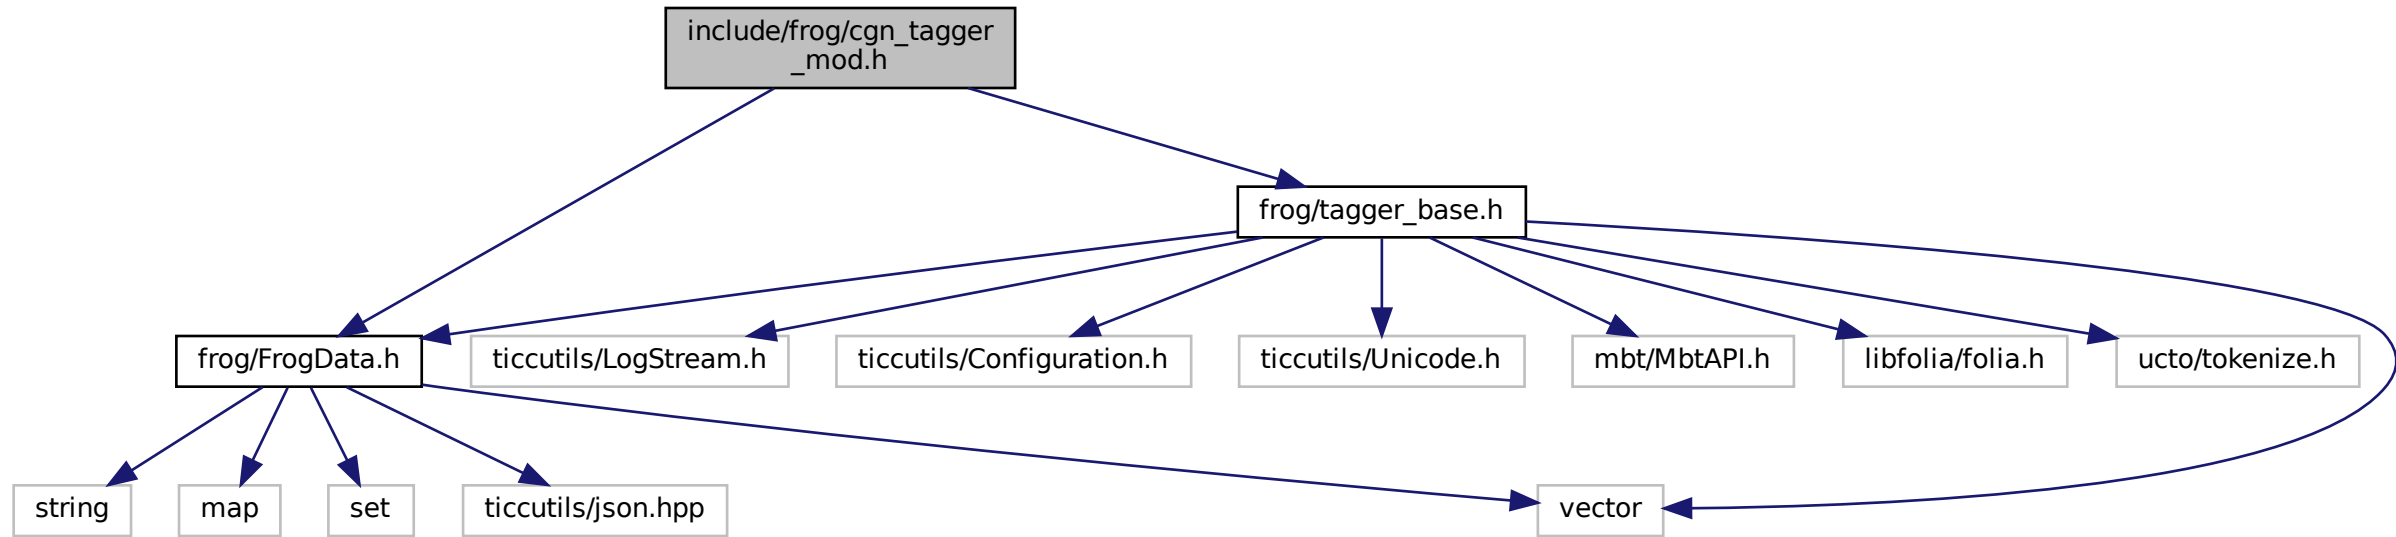 include/frog/cgn_tagger
_mod.h
frog/tagger_base.h
frog/FrogData.h
ticcutils/LogStream.h
ticcutils/Configuration.h
ticcutils/Unicode.h
mbt/MbtAPI.h
libfolia/folia.h
ucto/tokenize.h
string
map
set
ticcutils/json.hpp
vector